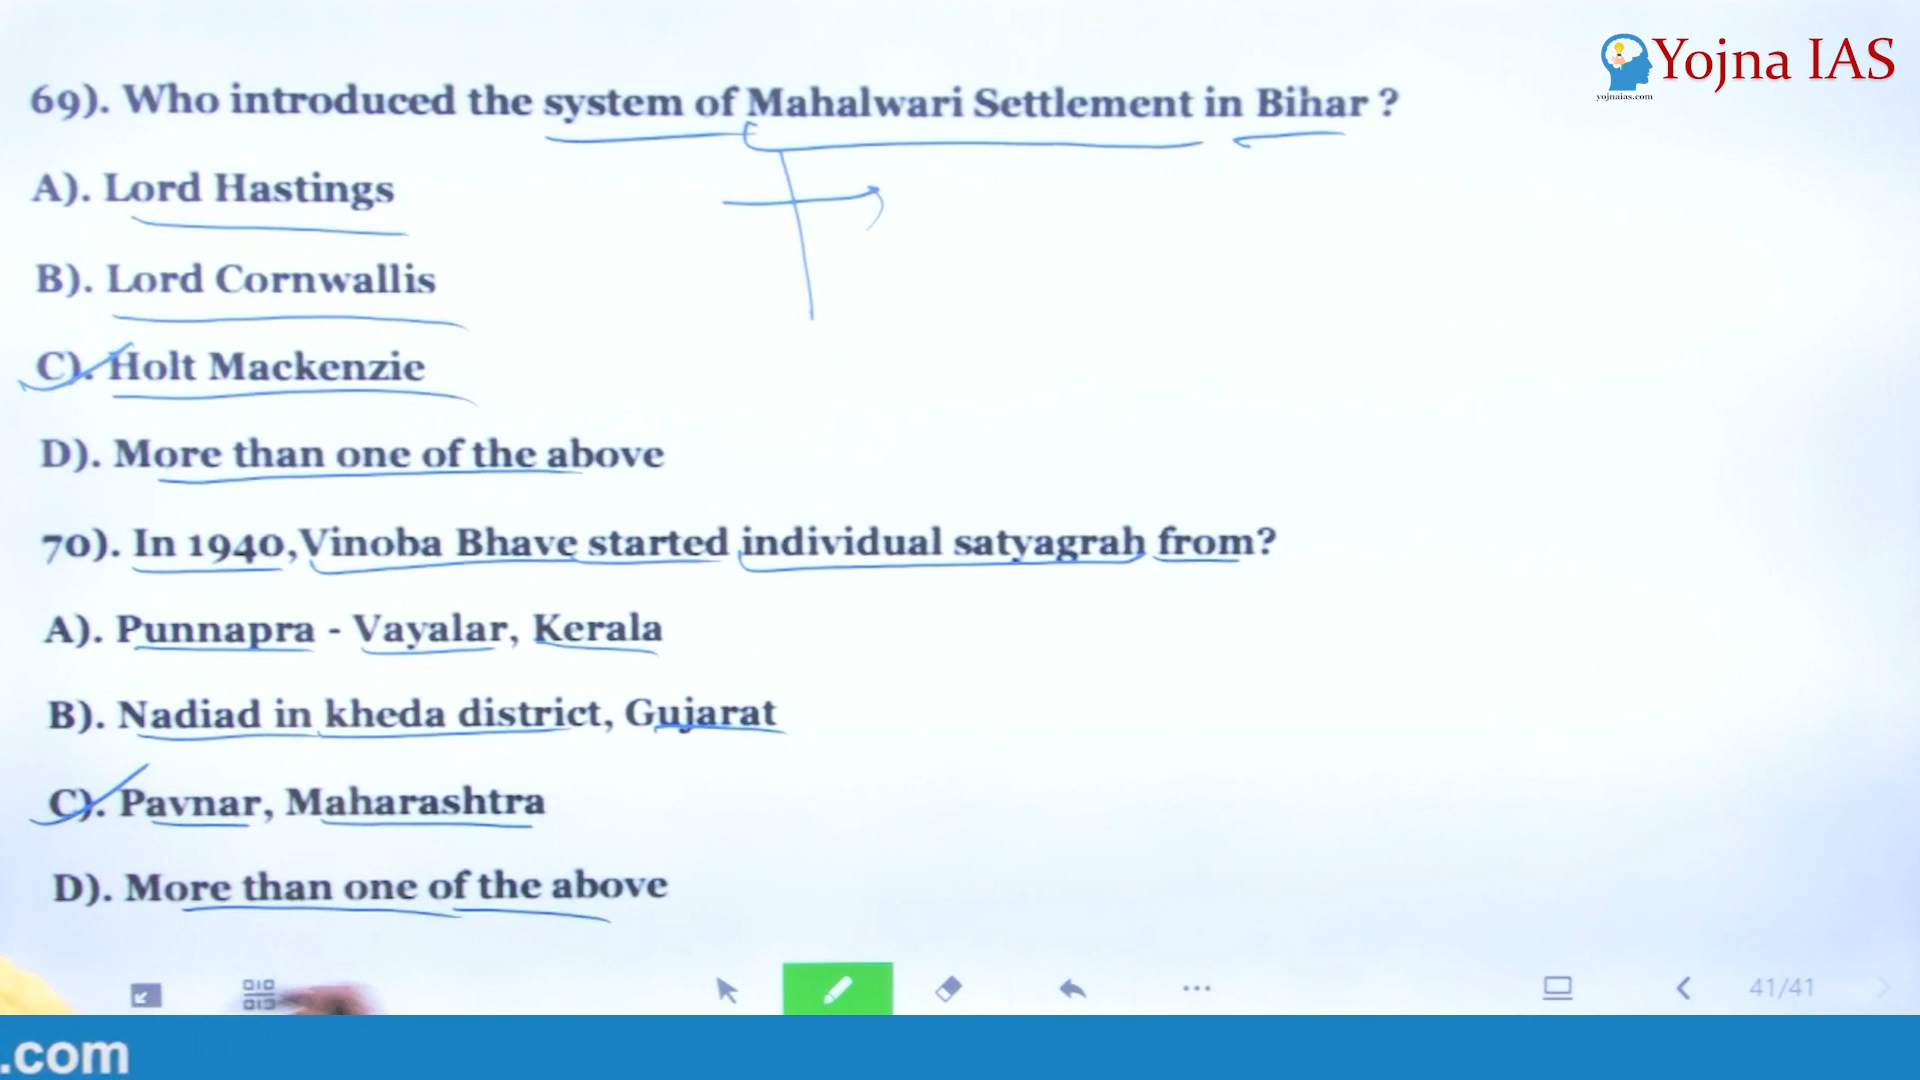 Yojna IAS
yojnaias.com
69). Who introduced the system of Mahalwari Settlement in Bihar ?
A). Lord Hastings
B). Lord Cornwallis
C). Holt Mackenzie
D). More than one of the above
70). In 1940,Vinoba Bhave started individual satyagrah from?
A). Punnapra - Vayalar, Kerala
B). Nadiad in kheda district, Gujarat
C). Pavnar, Maharashtra
D). More than one of the above
41/41
.com